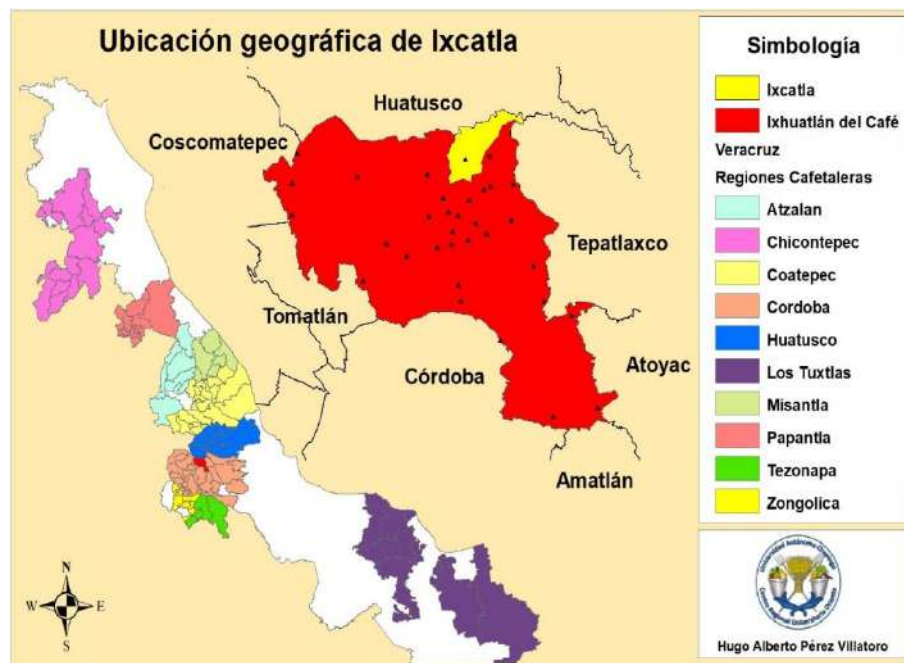 Ubicación geográfica de Ixcatla
Huatusco
Coscomatepec
Tepatlaxco
Tomatlán
Córdoba
Atoyac
Amatlán
N
W
E
S
Simbología
Ixcatla
Ixhuatlán del Café
Veracruz
Regiones Cafetaleras
Atzalan
Chicontepec
Coatepec
Cordoba
Huatusco
Los Tuxtlas
Misantla
Papantla
Tezonapa
Zongolica
Hugo Alberto Pérez Villatoro